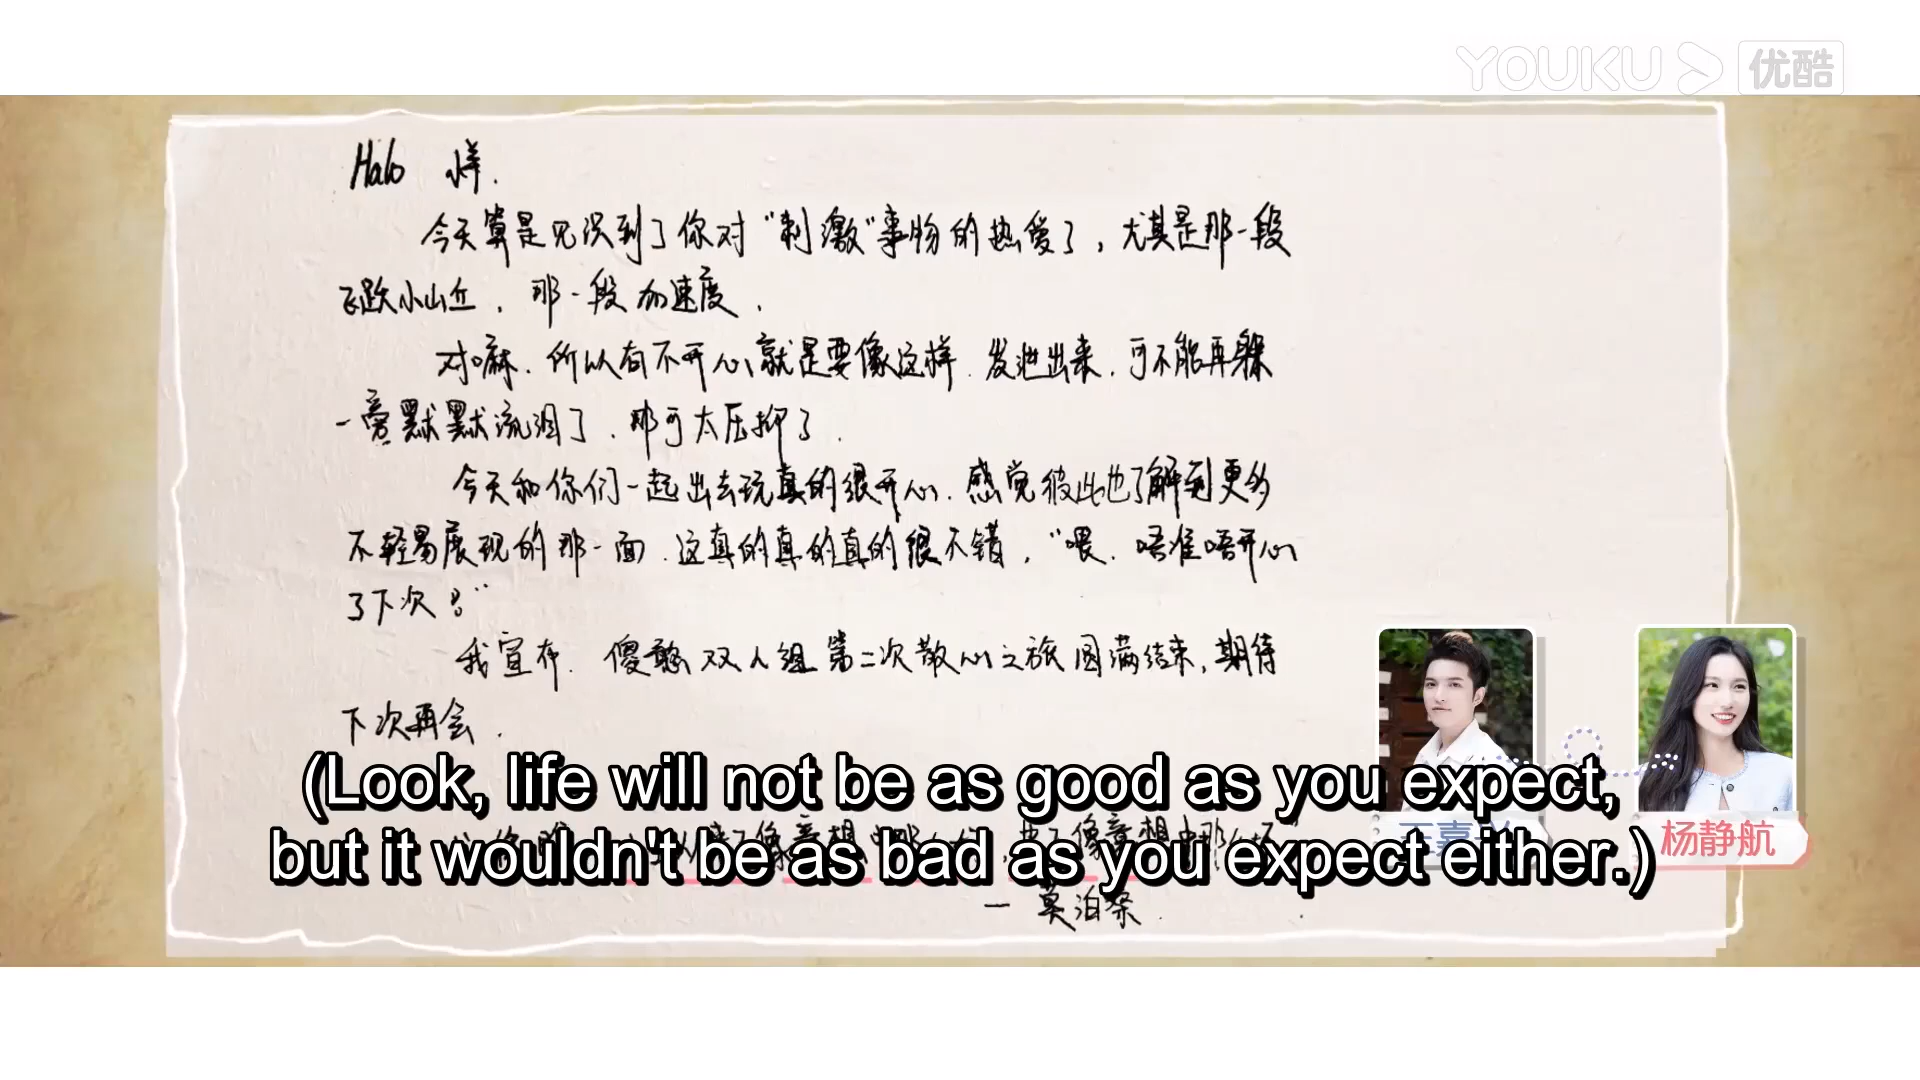 YOUKU 优酷
Halo 烊.
今天算是见识到了你对“刺激”事物的热爱了,尤其是那一段
飞跃小山丘,那一段加速度.
对嘛.所以有不开心就是要像这样.发泄出来.可不能再躲
一旁默默流泪了.那可太压抑了.
今天和你们一起出去玩真的很开心.感觉彼此也了解到更多
不轻易展现的那一面.这真的真的真的很不错,“喂.唔准唔开心
了下次!”
我宣布.傻憨双人组第二次散心之旅圆满结束,期待
下次再会.
(Look, life will not be as good as you expect,
but it wouldn't be as bad as you expect either.)
杨静航
— 莫泊桑.